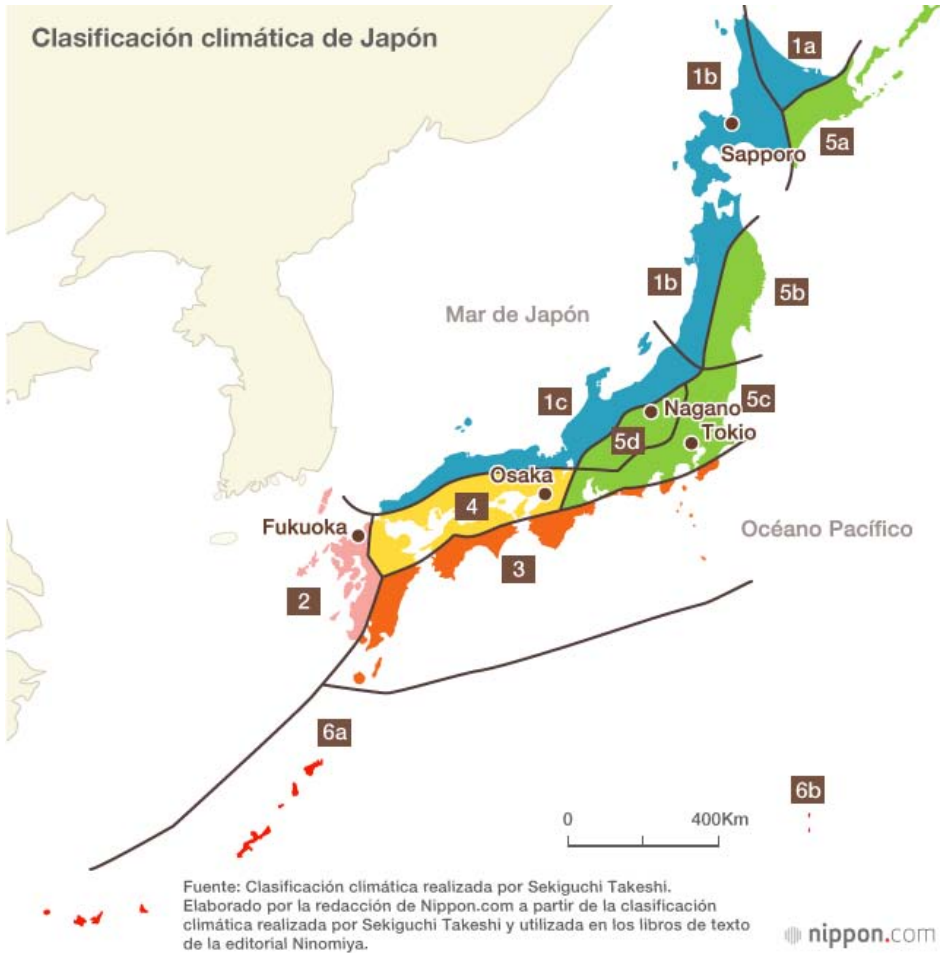 Clasificación climática de Japón
1a
1b
Sapporo
5a
1b
5b
Mar de Japón
1c
5c
Nagano
5d
Tokio
Osaka
4
Fukuoka
Océano Pacífico
3
2
6a
6b
0
400Km
Fuente: Clasificación climática realizada por Sekiguchi Takeshi.
Elaborado por la redacción de Nippon.com a partir de la clasificación
climática realizada por Sekiguchi Takeshi y utilizada en los libros de texto
de la editorial Ninomiya.
nippon.com